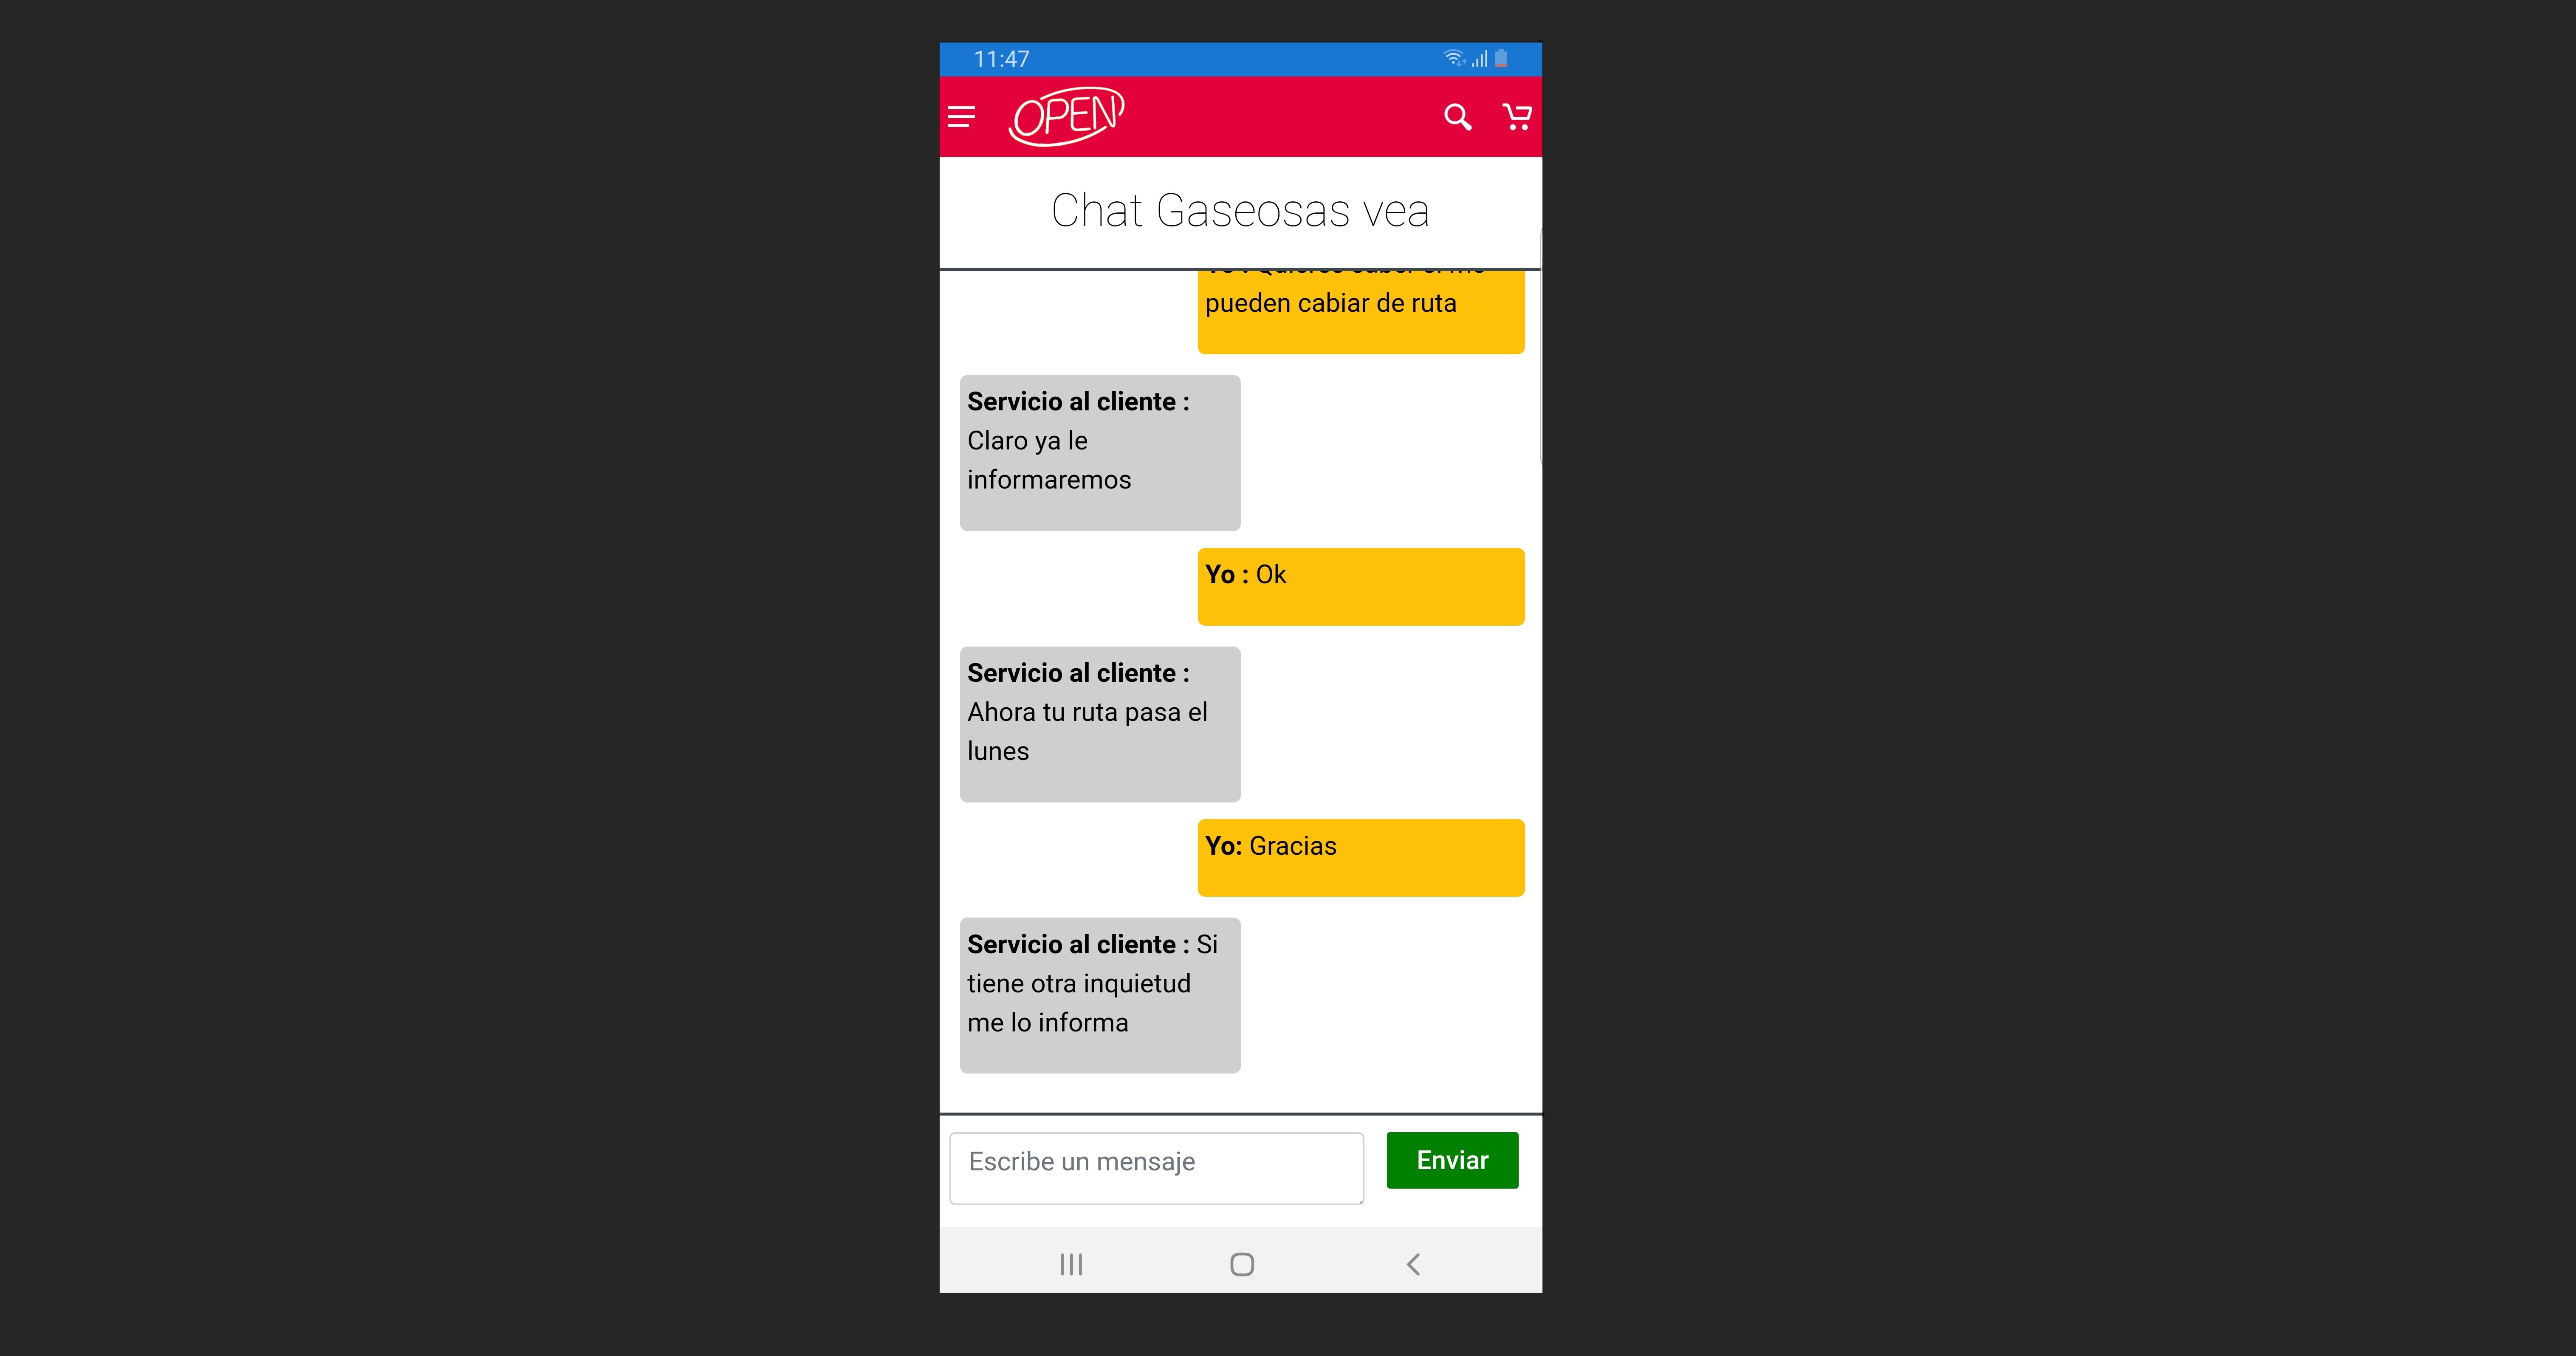 11:47
OPEN
Chat Gaseosas vea
pueden cabiar de ruta
Servicio al cliente :
Claro ya le
informaremos
Yo : Ok
Servicio al cliente :
Ahora tu ruta pasa el
lunes
Yo: Gracias
Servicio al cliente : Si
tiene otra inquietud
me lo informa
Escribe un mensaje
Enviar